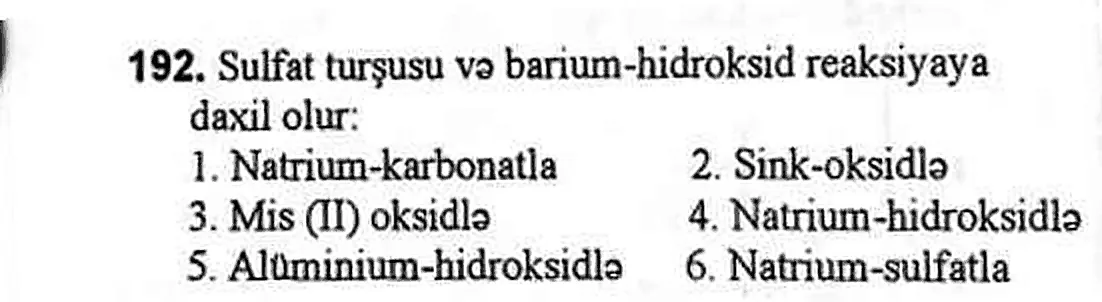 192. Sulfat turşusu və barium-hidroksid reaksiyaya
daxil olur:
1. Natrium-karbonatla 2. Sink-oksidlə
3. Mis (II) oksidlə 4. Natrium-hidroksidlə
5. Alüminium-hidroksidlə 6. Natrium-sulfatla